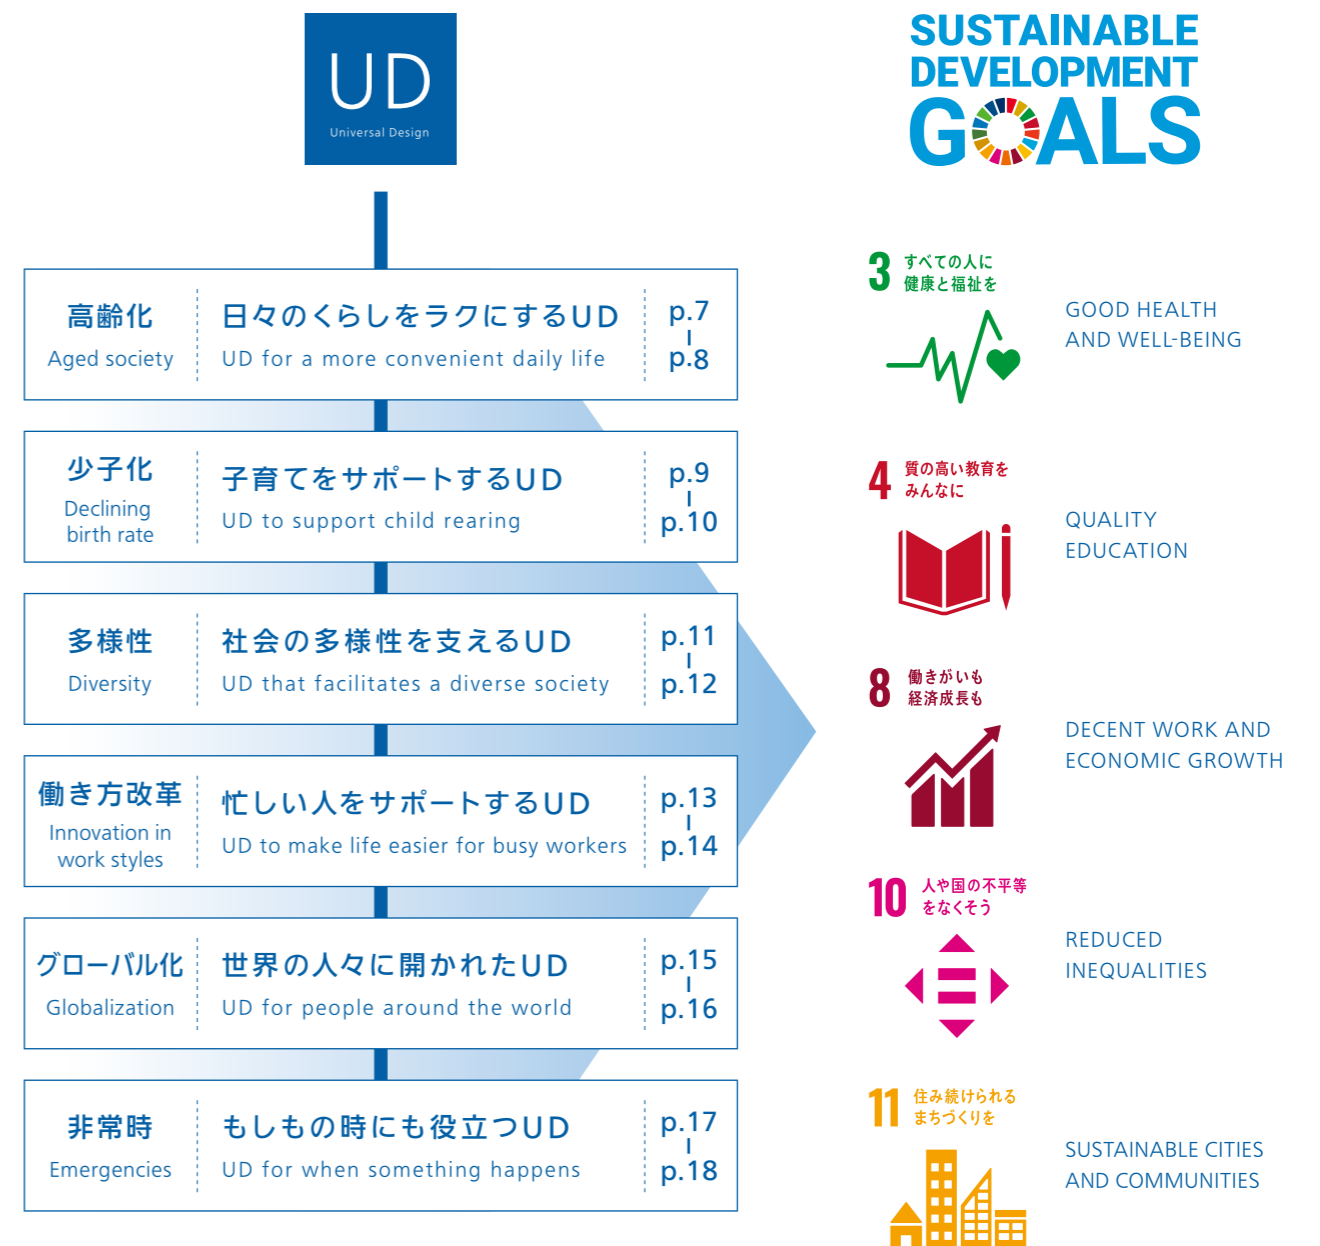 UD
Universal Design
高齢化
Aged society
日々のくらしをラクにするUD
UD for a more convenient daily life
p.7
p.8
少子化
Declining
birth rate
子育てをサポートするUD
UD to support child rearing
p.9
p.10
多様性
Diversity
社会の多様性を支えるUD
UD that facilitates a diverse society
p.11
p.12
働き方改革
Innovation in
work styles
忙しい人をサポートするUD
UD to make life easier for busy workers
p.13
p.14
グローバル化
Globalization
世界の人々に開かれたUD
UD for people around the world
p.15
p.16
非常時
Emergencies
もしもの時にも役立つUD
UD for when something happens
p.17
p.18
SUSTAINABLE
DEVELOPMENT
GOALS
3
すべての人に
健康と福祉を
GOOD HEALTH
AND WELL-BEING
4
質の高い教育を
みんなに
QUALITY
EDUCATION
8
働きがいも
経済成長も
DECENT WORK AND
ECONOMIC GROWTH
10
人や国の不平等
をなくそう
REDUCED
INEQUALITIES
11
住み続けられる
まちづくりを
SUSTAINABLE CITIES
AND COMMUNITIES